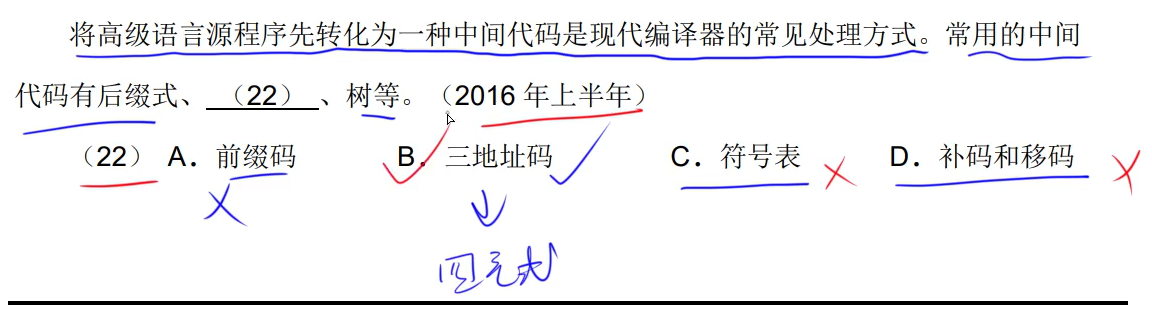 将高级语言源程序先转化为一种中间代码是现代编译器的常见处理方式。常用的中间
代码有后缀式、（22）、树等。（2016 年上半年）
（22） A．前缀码 B．三地址码 C．符号表 D．补码和移码
四元式